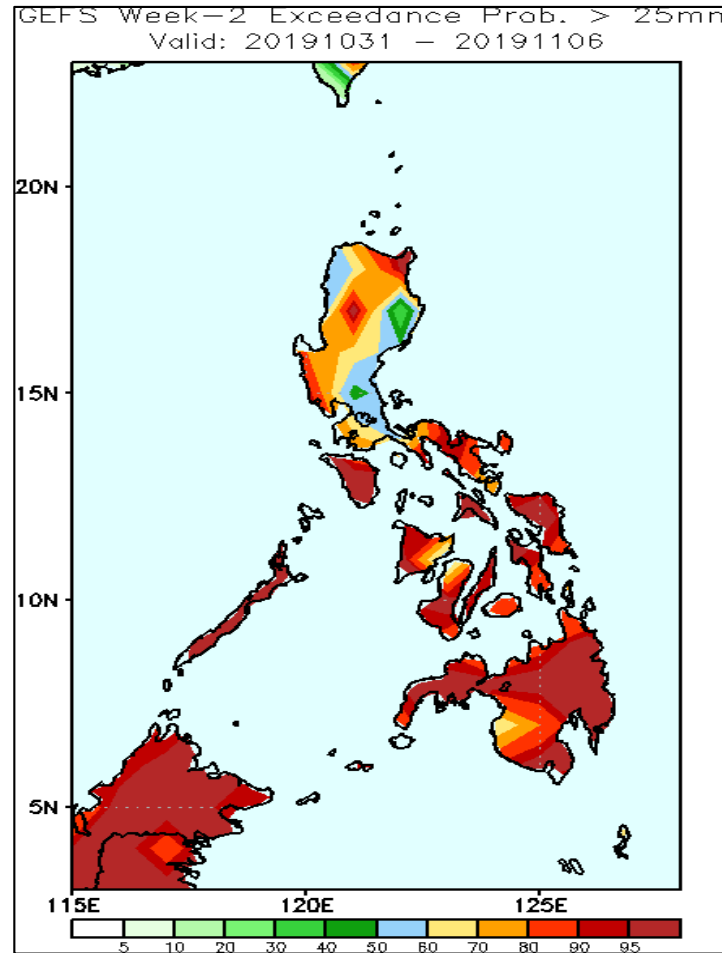 GEFS Week-2 Exceedance Prob. > 25mm
Valid: 20191031 - 20191106
20N
15N
10N
5N
115E 120E 125E
5 10 20 30 40 50 60 70 80 90 95